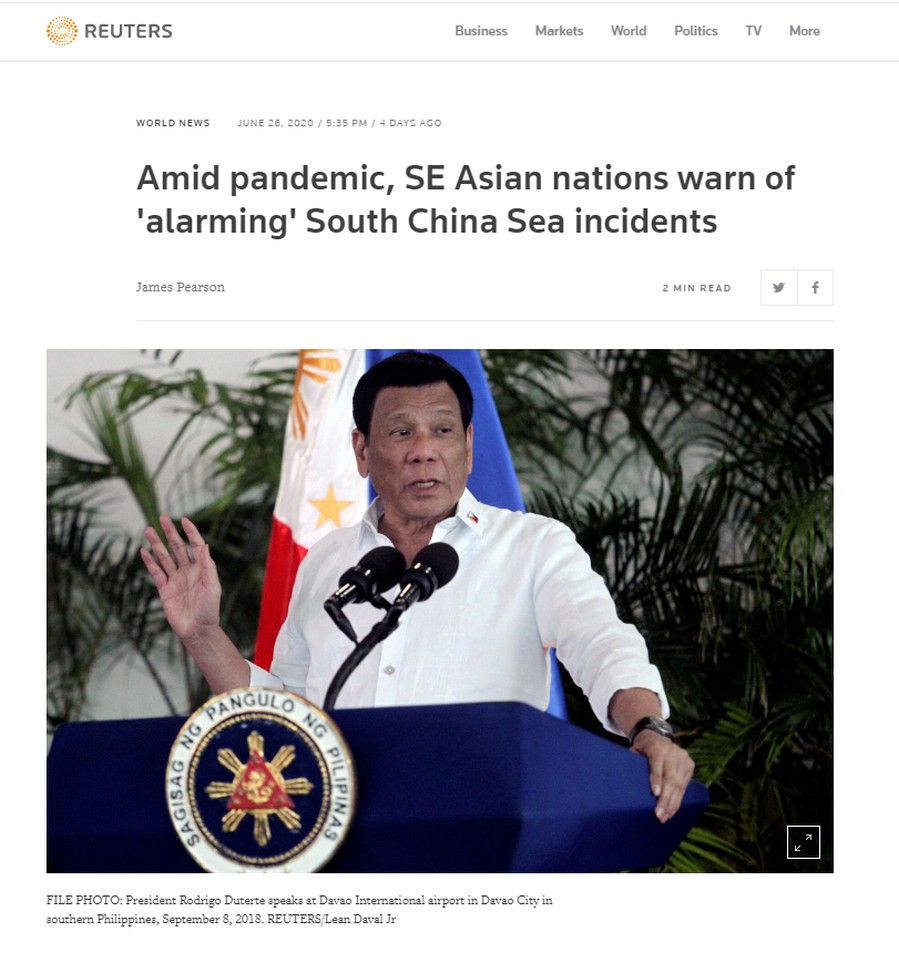 REUTERS
Business Markets World Politics TV More
WORLD NEWS JUNE 26, 2020 / 5:35 PM / 4 DAYS AGO
Amid pandemic, SE Asian nations warn of
'alarming' South China Sea incidents
James Pearson
2 MIN READ
SAGISAG NG PANGULO NG PILIPINAS
FILE PHOTO: President Rodrigo Duterte speaks at Davao International airport in Davao City in
southern Philippines, September 8, 2018. REUTERS/Lean Daval Jr